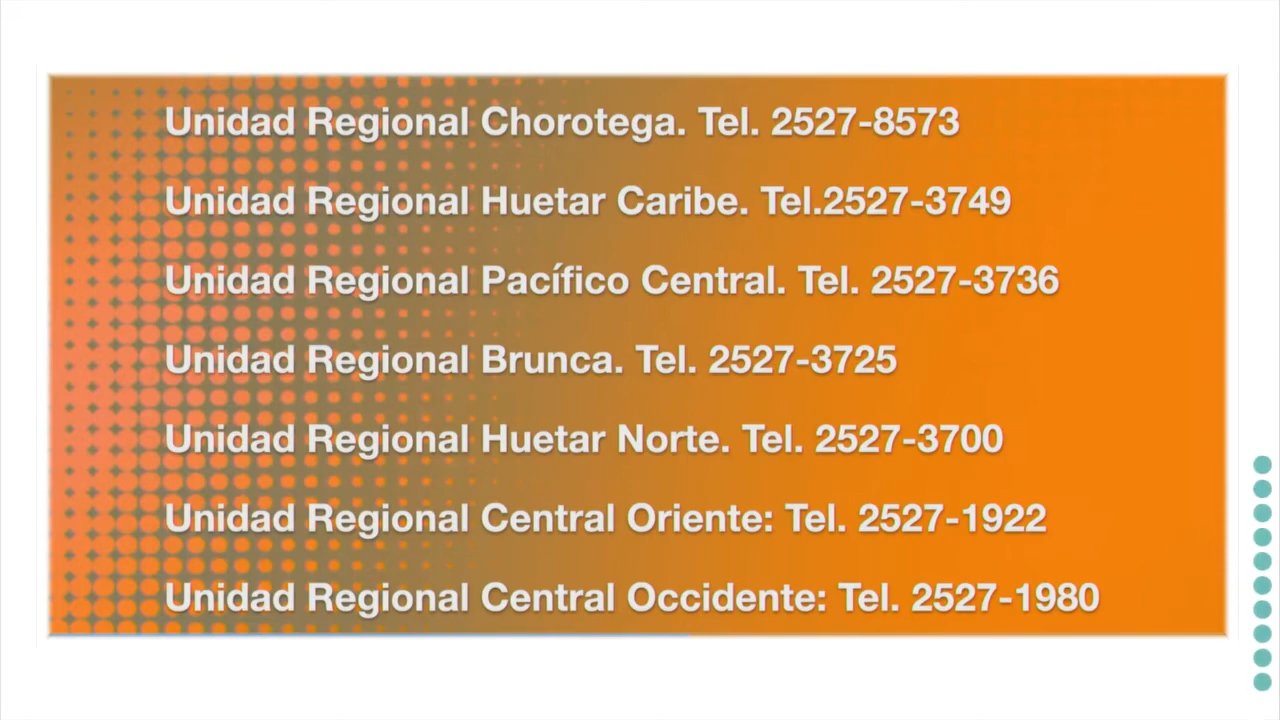 Unidad Regional Chorotega. Tel. 2527-8573
Unidad Regional Huetar Caribe. Tel.2527-3749
Unidad Regional Pacífico Central. Tel. 2527-3736
Unidad Regional Brunca. Tel. 2527-3725
Unidad Regional Huetar Norte. Tel. 2527-3700
Unidad Regional Central Oriente: Tel. 2527-1922
Unidad Regional Central Occidente: Tel. 2527-1980